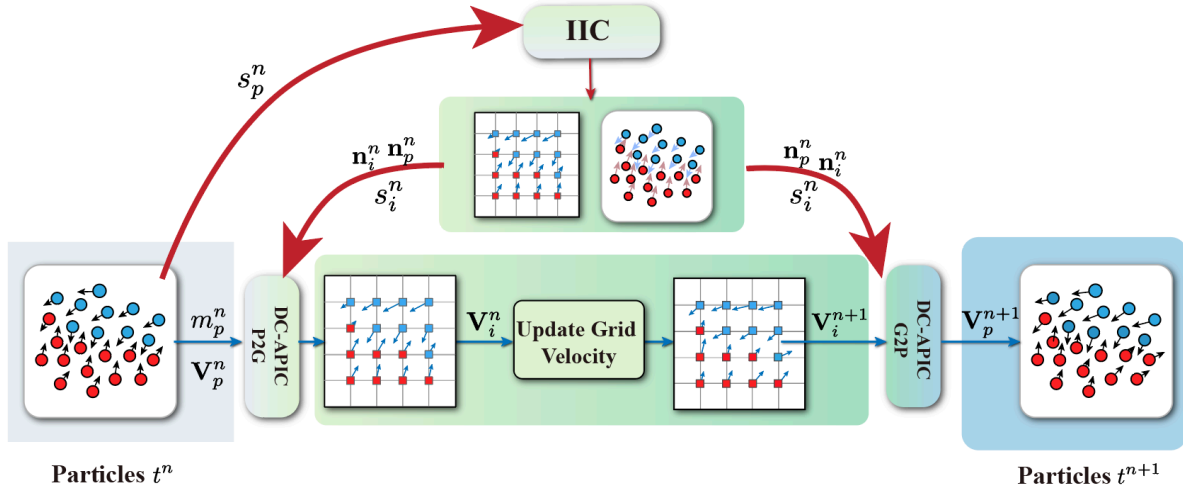 IIC
s_p^n
n_i^n n_p^n
s_i^n
n_p^n n_i^n
s_i^n
m_p^n
V_p^n
DC-APIC
P2G
V_i^n
Update Grid
Velocity
V_i^{n+1}
DC-APIC
G2P
V_p^{n+1}
Particles t^n
Particles t^{n+1}